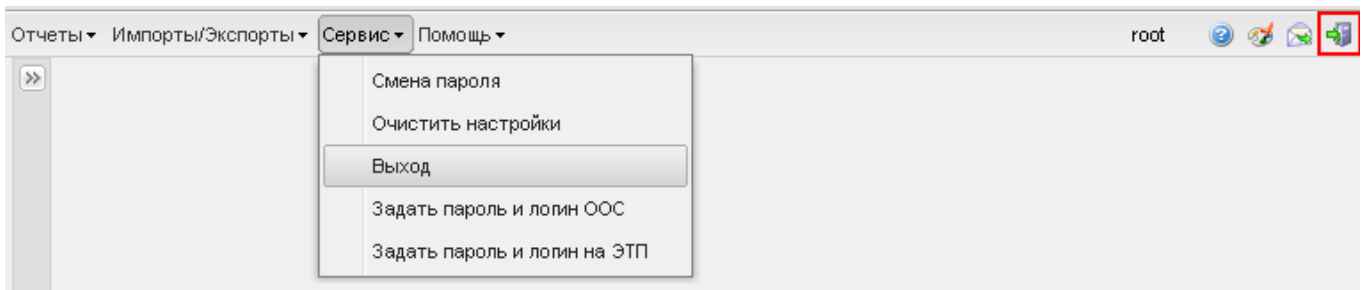 Отчеты Импорты/Экспорты Сервис Помощь root
Смена пароля
Очистить настройки
Выход
Задать пароль и логин ООС
Задать пароль и логин на ЭТП